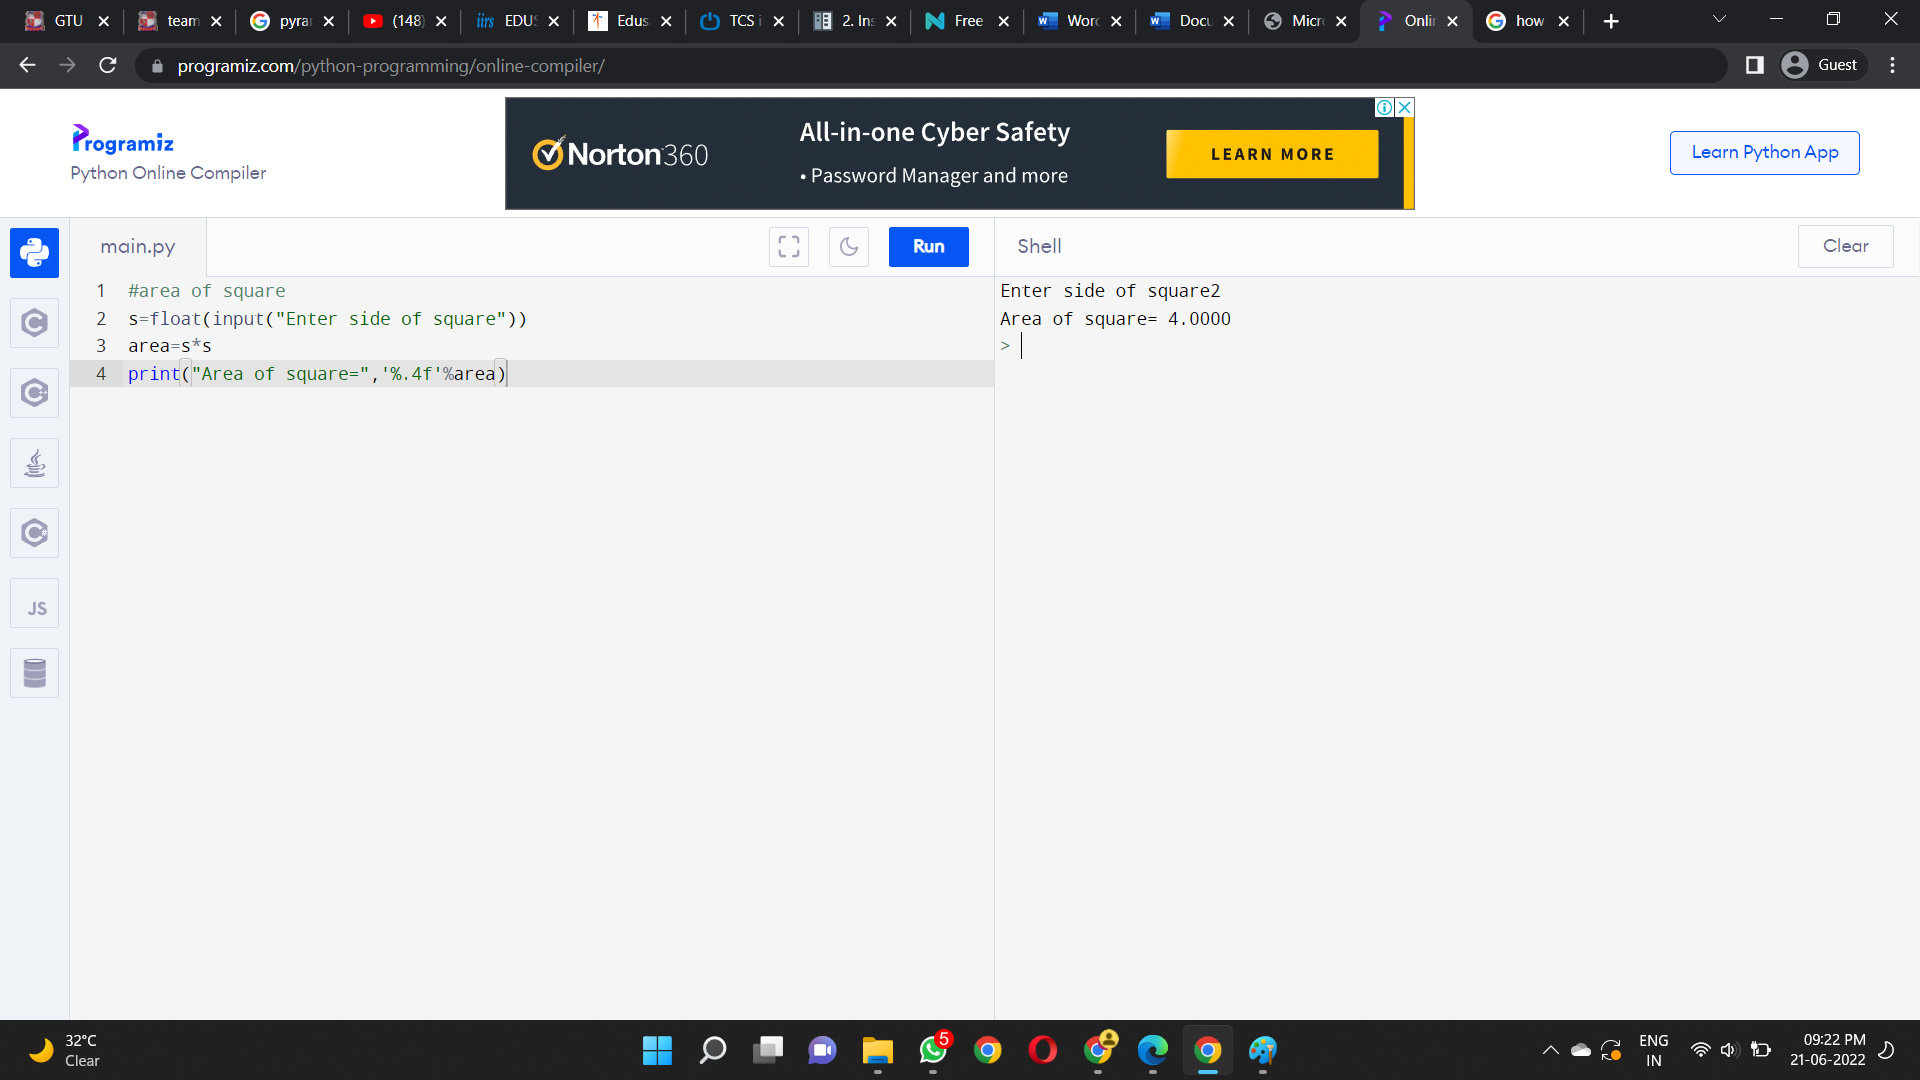 GTU
team
pyrar
(148)
EDUS
Edus
TCS i
2. Ins
Free
Word
Docu
Micro
Onlin
how
programiz.com/python-programming/online-compiler/
Guest
Programiz
Python Online Compiler
Norton 360
All-in-one Cyber Safety
• Password Manager and more
LEARN MORE
Learn Python App
main.py
Run
Shell
Clear
1 #area of square
2 s=float(input("Enter side of square"))
3 area=s*s
4 print("Area of square=",'%.4f'%area)
Enter side of square2
Area of square= 4.0000
>
JS
32°C
Clear
5
ENG
IN
09:22 PM
21-06-2022